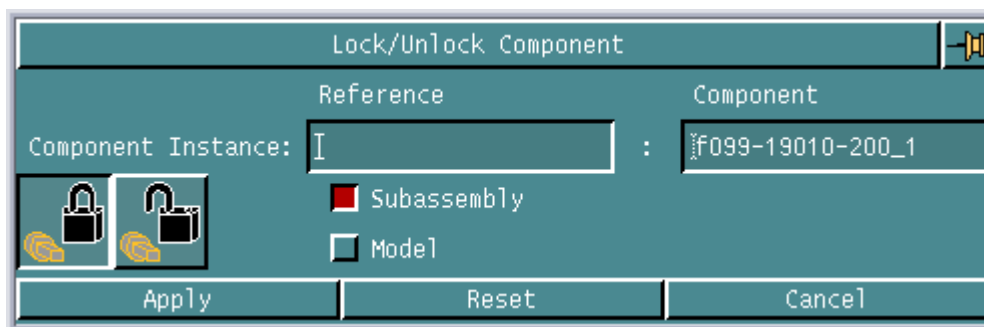 Lock/Unlock Component
Reference Component
Component Instance: : f099-19010-200_1
Subassembly
Model
Apply Reset Cancel